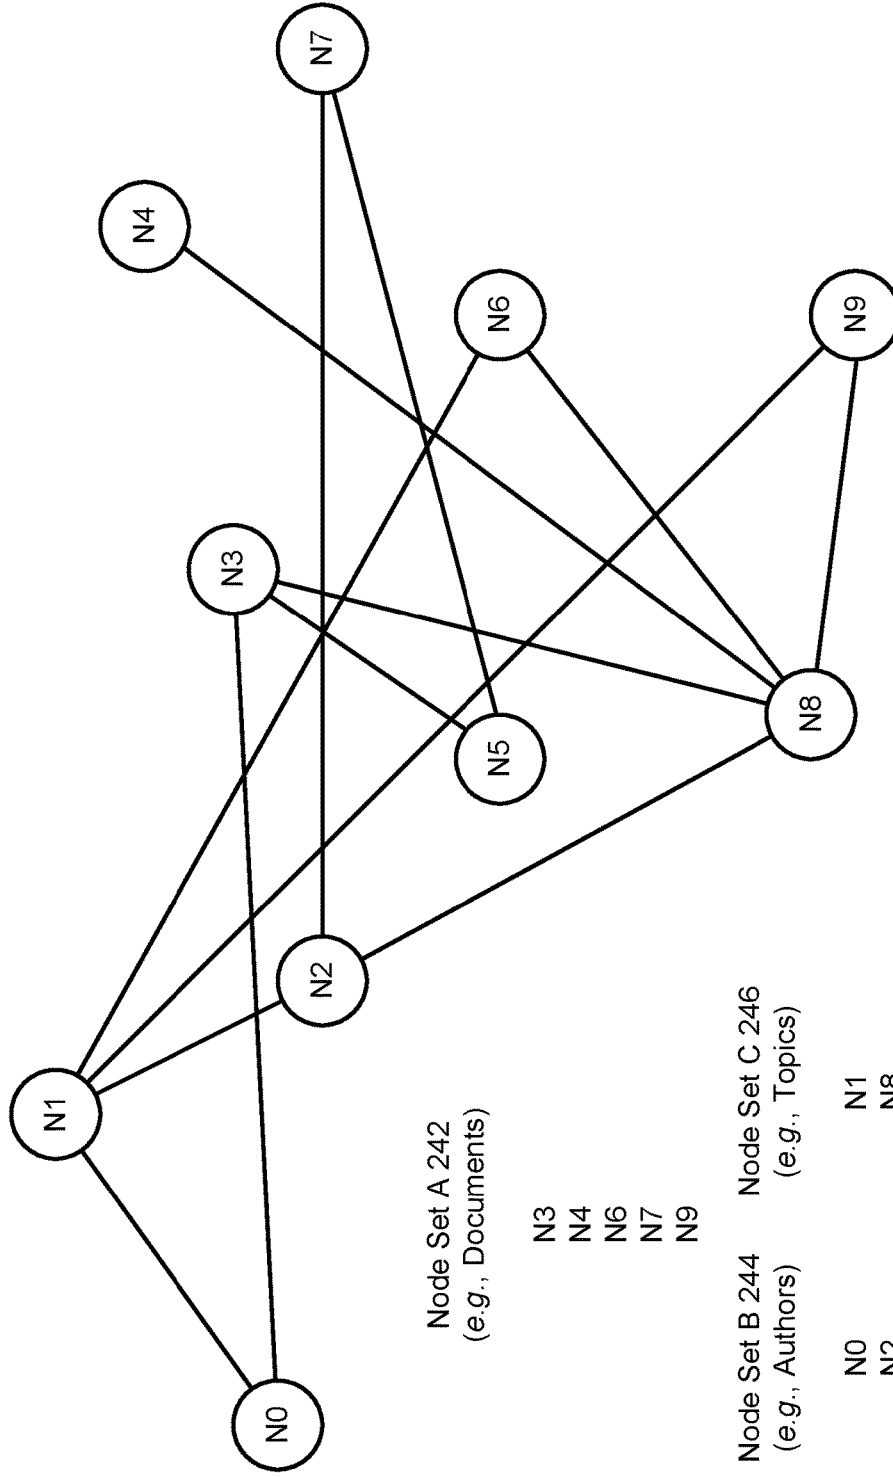 N1
N4
N3
N0
N2
N7
N5
N6
N8
N9
Node Set A 242
(e.g., Documents)
N3
N4
N6
N7
N9
Node Set B 244
(e.g., Authors)
N0
N2
Node Set C 246
(e.g., Topics)
N1
N8